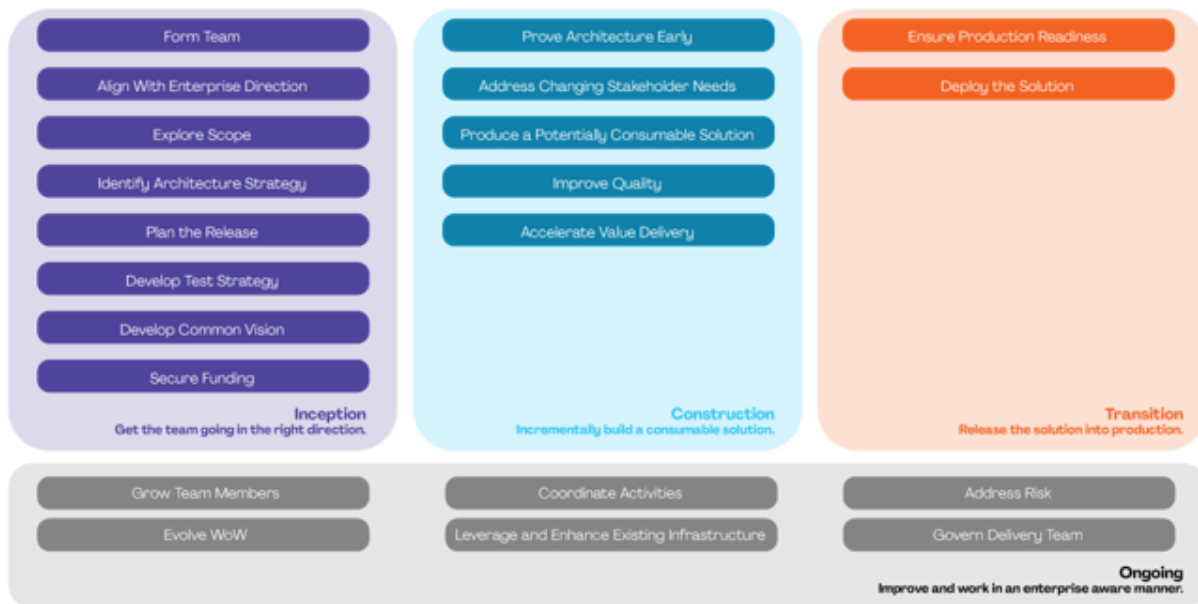 Form Team
Align With Enterprise Direction
Explore Scope
Identify Architecture Strategy
Plan the Release
Develop Test Strategy
Develop Common Vision
Secure Funding
Inception
Get the team going in the right direction.
Prove Architecture Early
Address Changing Stakeholder Needs
Produce a Potentially Consumable Solution
Improve Quality
Accelerate Value Delivery
Construction
Incrementally build a consumable solution.
Ensure Production Readiness
Deploy the Solution
Transition
Release the solution into production.
Grow Team Members
Evolve WoW
Coordinate Activities
Leverage and Enhance Existing Infrastructure
Address Risk
Govern Delivery Team
Ongoing
Improve and work in an enterprise aware manner.